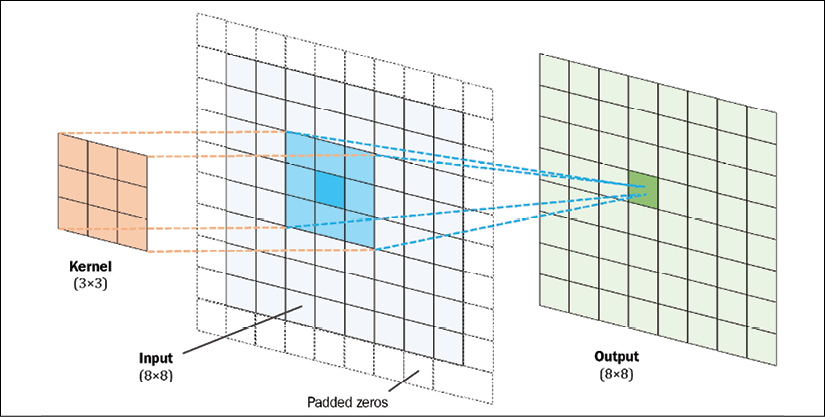 Kernel
(3×3)
Input
(8×8)
Padded zeros
Output
(8×8)